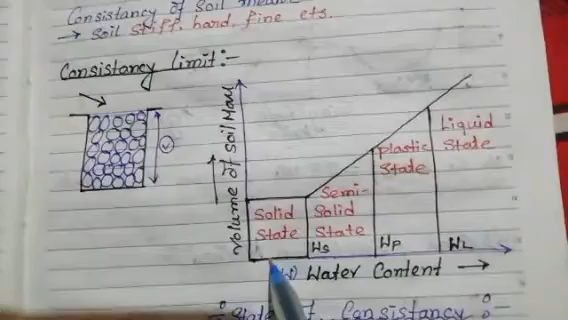 Consistancy of Soil
→ Soil stiff, hard, fine ets.
Consistancy limit:-
Volume of Soil Mass
V
Solid
State
Semi-
Solid
State
plastic
State
Liquid
State
Ws
Wp
WL
Water Content →
Consistancy :-